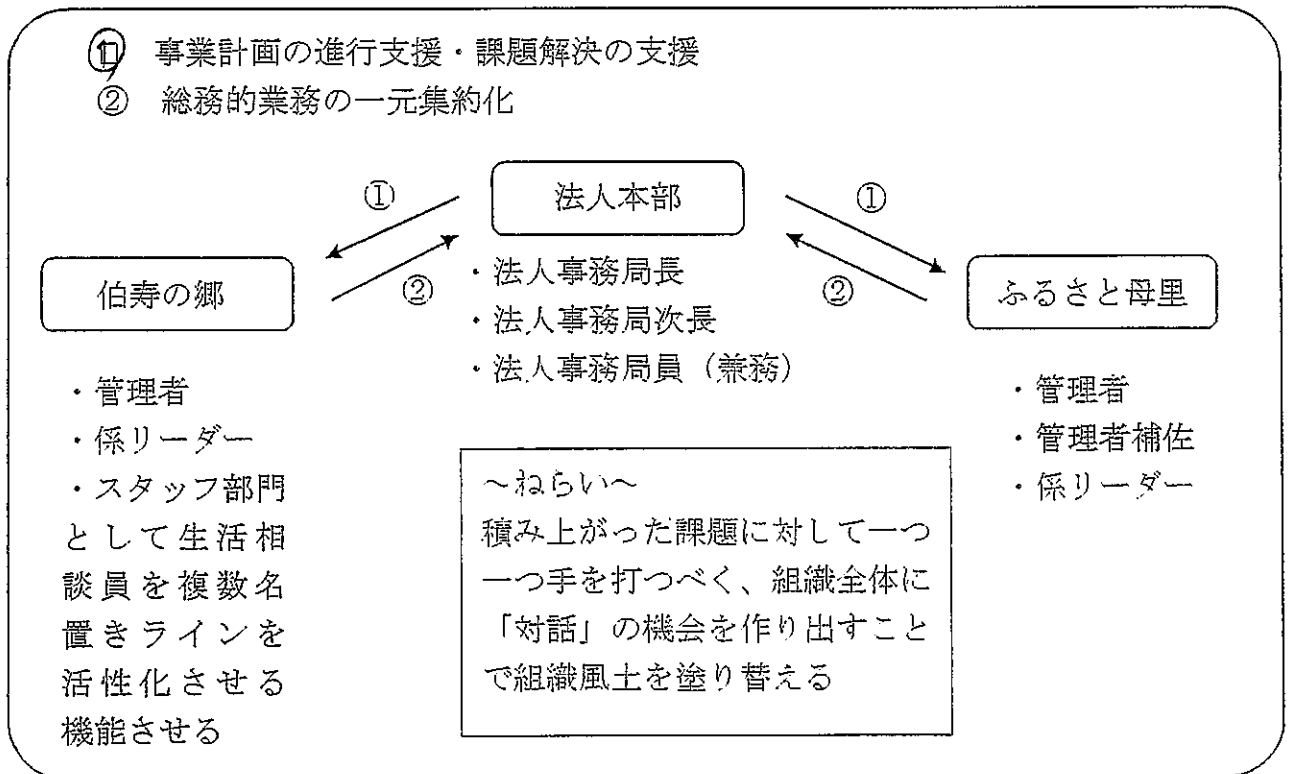 ① 事業計画の進行支援・課題解決の支援
② 総務的業務の一元集約化
① 法人本部 ①
伯寿の郷 ② ② ふるさと母里
・法人事務局長
・法人事務局次長
・法人事務局員（兼務）
・管理者
・係リーダー
・スタッフ部門
として生活相
談員を複数名
置きラインを
活性化させる
機能させる
～ねらい～
積み上がった課題に対して一つ
一つ手を打つべく、組織全体に
「対話」の機会を作り出すこと
で組織風土を塗り替える
・管理者
・管理者補佐
・係リーダー